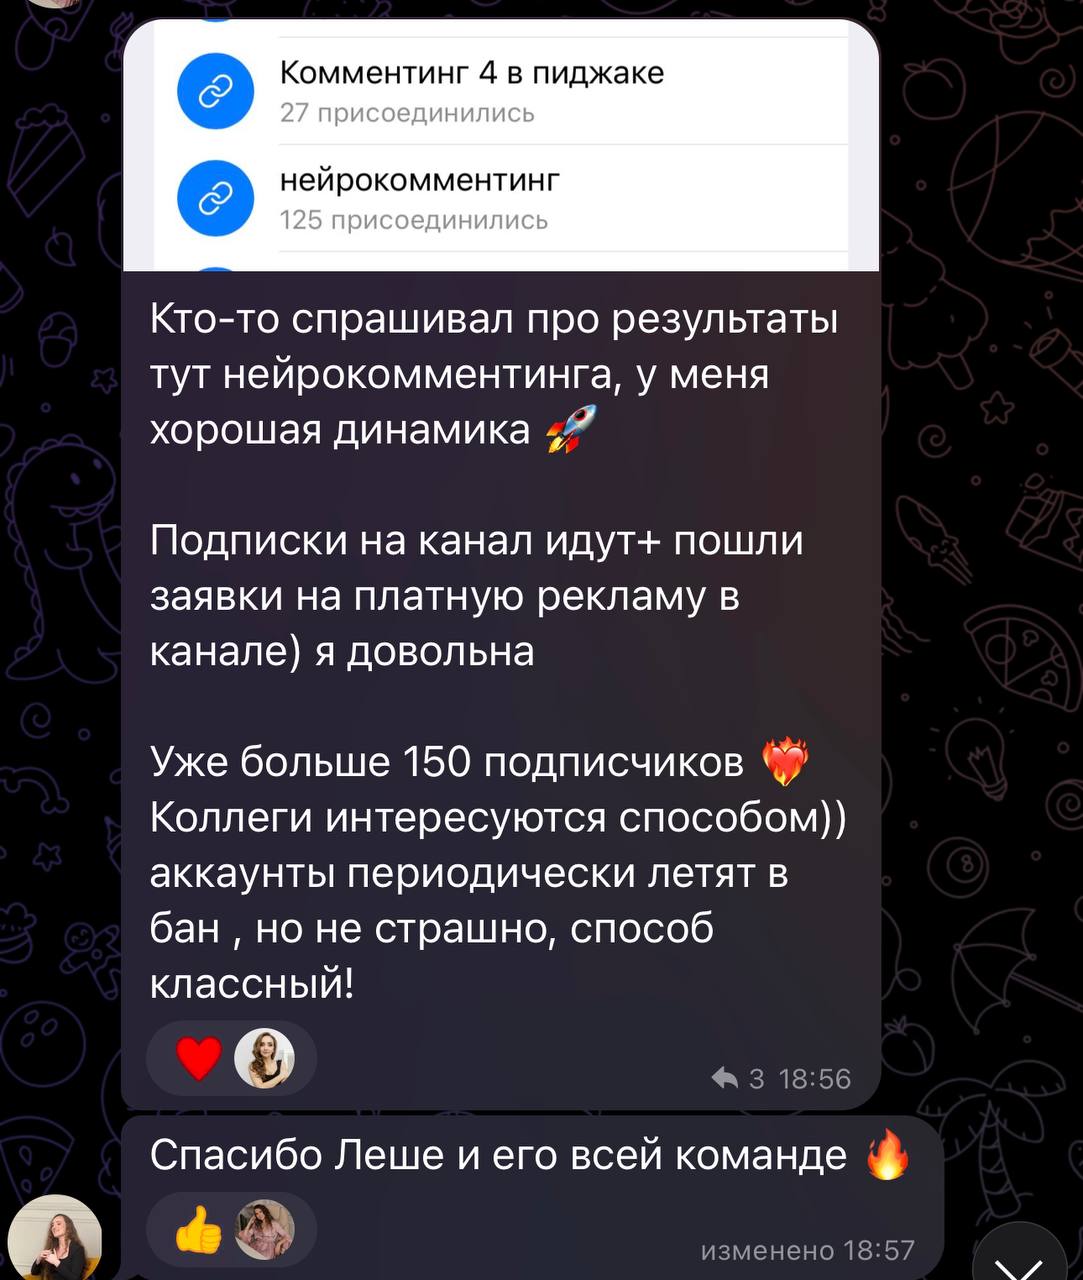 Комментинг 4 в пиджаке
27 присоединились
нейрокомментинг
125 присоединились
Кто-то спрашивал про результаты
тут нейрокомментинга, у меня
хорошая динамика 🚀
Подписки на канал идут+ пошли
заявки на платную рекламу в
канале) я довольна
Уже больше 150 подписчиков ❤️‍🔥
Коллеги интересуются способом))
аккаунты периодически летят в
бан , но не страшно, способ
классный!
3 18:56
Спасибо Леше и его всей команде 🔥
изменено 18:57